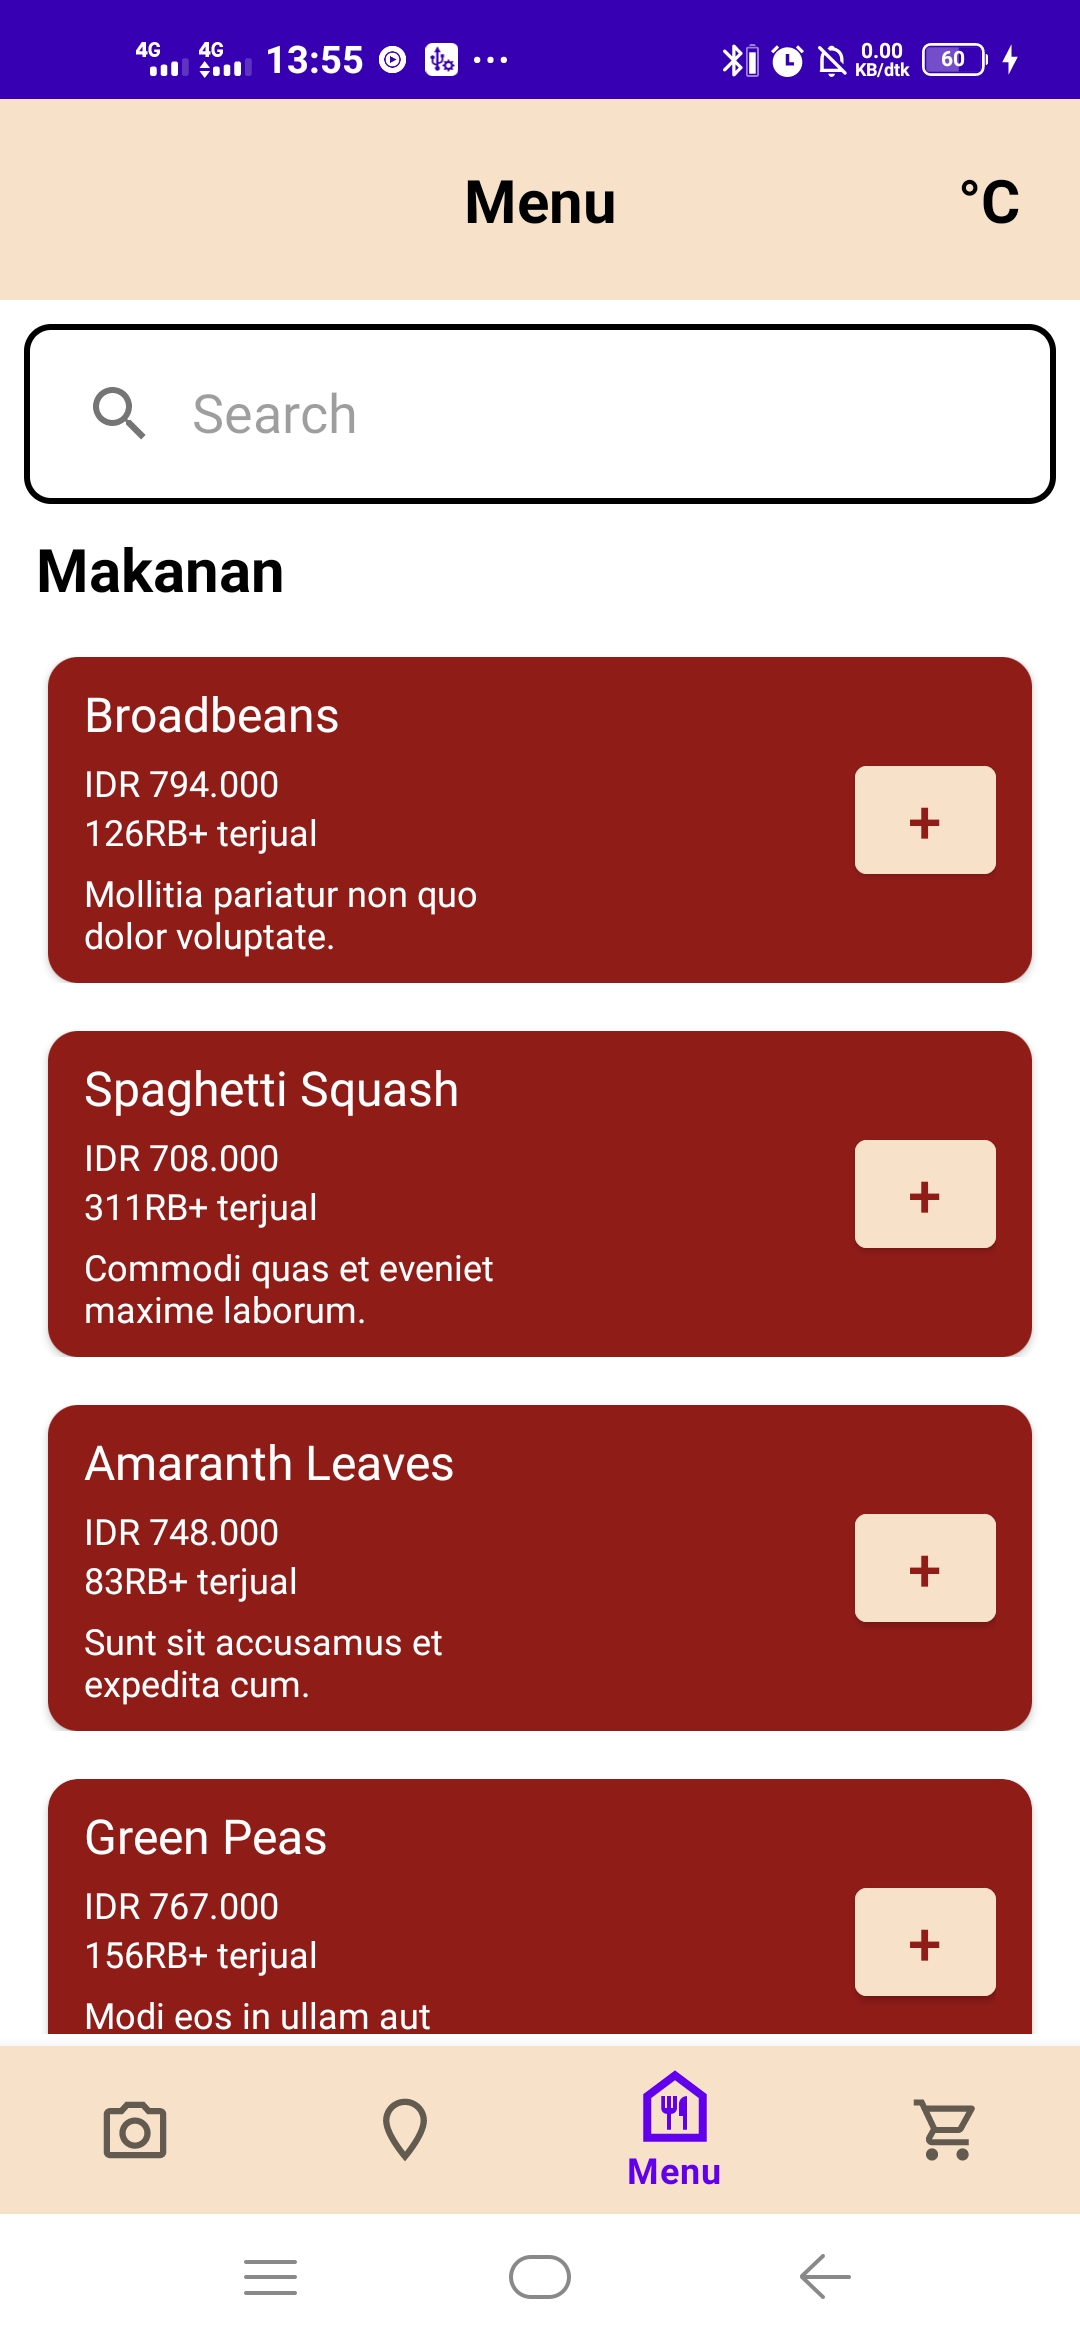 4G 4G 13:55 0.00 KB/dtk 60
Menu °C
Search
Makanan
Broadbeans
IDR 794.000
126RB+ terjual
+
Mollitia pariatur non quo
dolor voluptate.
Spaghetti Squash
IDR 708.000
311RB+ terjual
+
Commodi quas et eveniet
maxime laborum.
Amaranth Leaves
IDR 748.000
83RB+ terjual
+
Sunt sit accusamus et
expedita cum.
Green Peas
IDR 767.000
156RB+ terjual
+
Modi eos in ullam aut
Menu